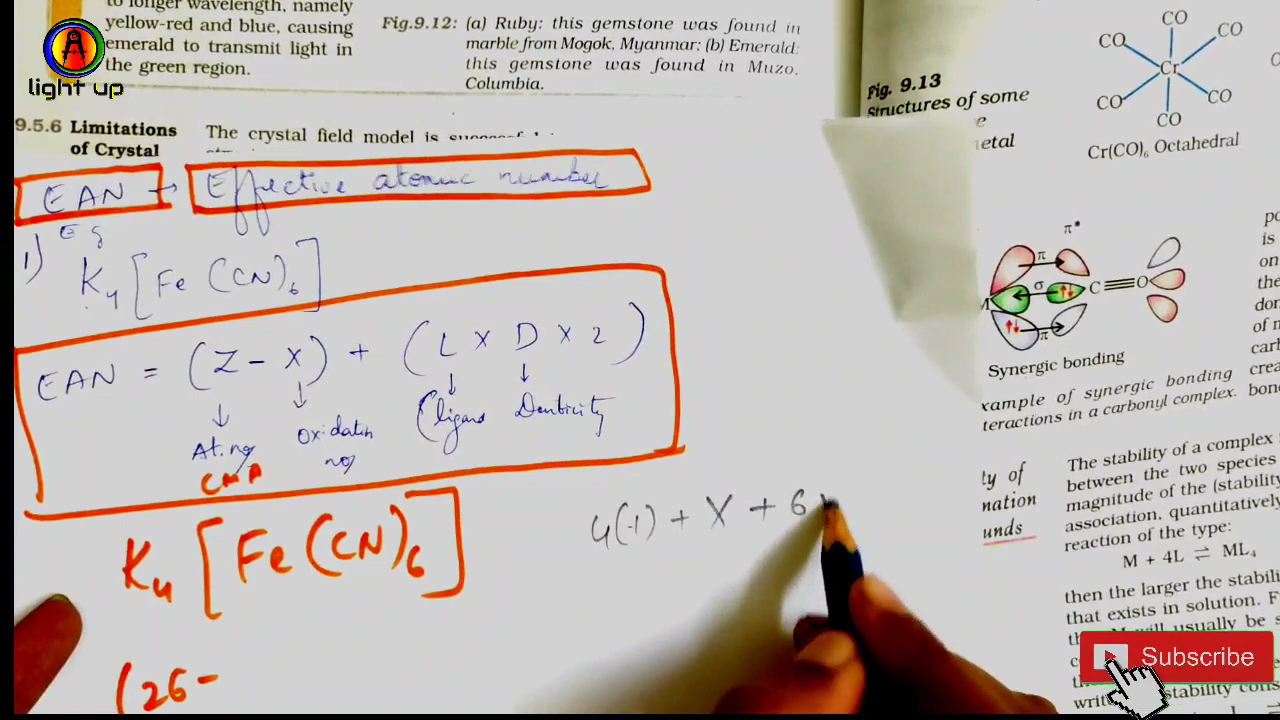 to longer wavelength, namely
yellow-red and blue, causing
emerald to transmit light in
the green region.
light up
Fig.9.12: (a) Ruby: this gemstone was found in
marble from Mogok, Myanmar; (b) Emerald:
this gemstone was found in Muzo,
Columbia.
9.5.6 Limitations
of Crystal
The crystal field model is
EAN → Effective atomic number
Eg
1) K4 [Fe (CN)6]
EAN = (Z - X) + (L × D × 2)
At.no
Oxidation
no
ligand
Denticity
CMA
K4 [Fe(CN)6]
(26 -
4(-1) + X + 6
Fig. 9.13
Structures of some
CO
CO
CO
Cr
CO
CO
CO
Cr(CO)6 Octahedral
π*
π
σ
π
M
C
O
Synergic bonding
xample of synergic bonding
teractions in a carbonyl complex.
ty of
nation
unds
The stability of a complex
between the two species
magnitude of the (stability
association, quantitatively
reaction of the type:
M + 4L ⇌ ML4
then the larger the
that exists in solution.
will usually be
Subscribe